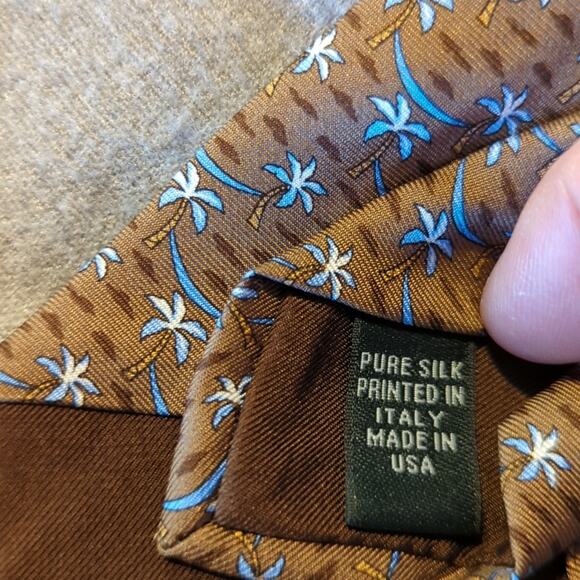 PURE SILK
PRINTED IN
ITALY
MADE IN
USA